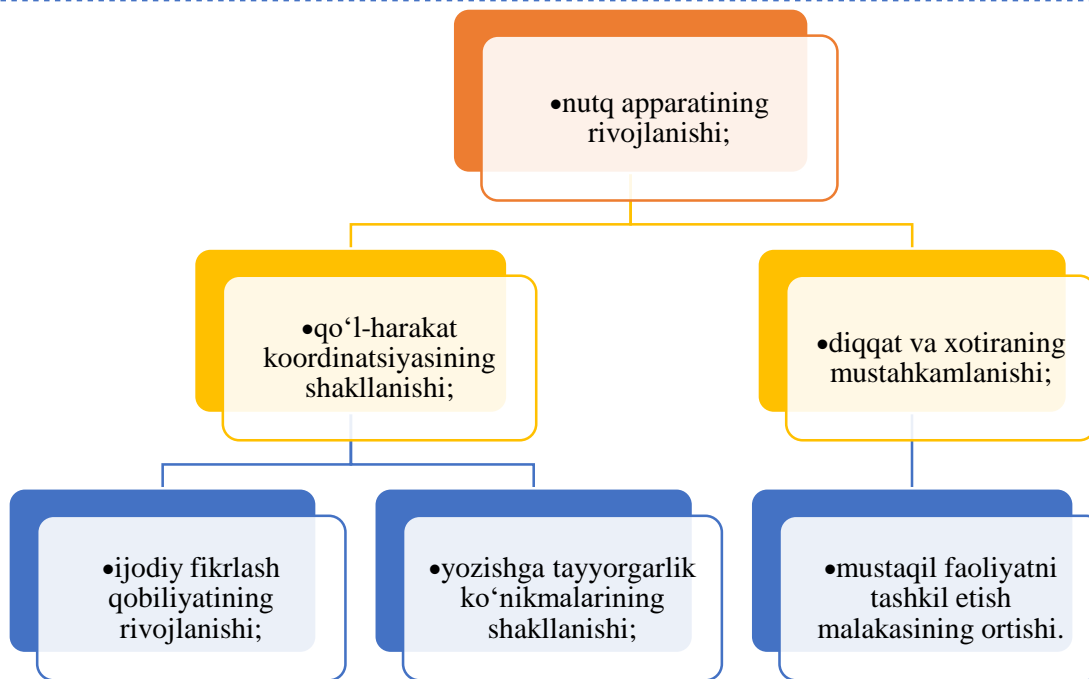 •nutq apparatining
rivojlanishi;
•qo‘l-harakat
koordinatsiyasining
shakllanishi;
•diqqat va xotiraning
mustahkamlanishi;
•ijodiy fikrlash
qobiliyatining
rivojlanishi;
•yozishga tayyorgarlik
ko‘nikmalarining
shakllanishi;
•mustaqil faoliyatni
tashkil etish
malakasining ortishi.